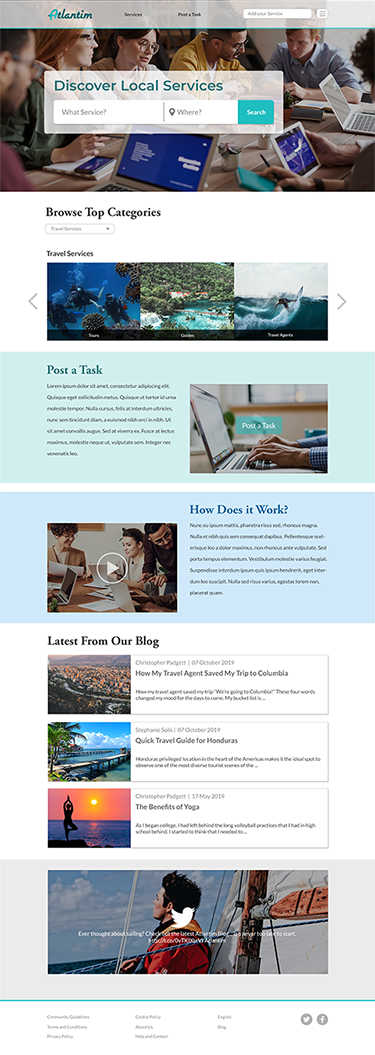 Atlantim
Services
Post a Task
Add your Service
Discover Local Services
What Service?
Where?
Search
Browse Top Categories
Travel Services
Travel Services
Tours
Guides
Travel Agents
Post a Task
Lorem ipsum dolor sit amet, consectetur adipiscing elit.
Quisque eget sollicitudin metus. Quisque ut tortor id urna
molestie tempor. Nulla cursus, felis at interdum ultricies,
nunc sem tincidunt diam, a euismod nibh orci in nibh. Ut
sit amet convallis augue. Sed at viverra ex. Fusce at lectus
maximus, molestie neque ut, vulputate sem. Integer nec
venenatis leo.
Post a Task
How Does it Work?
Nunc eu ipsum mattis, pharetra risus sed, rhoncus magna.
Nulla et nibh quis sem consequat dapibus. Pellentesque scel-
erisque leo a dolor maximus, non rhoncus ante vulputate. Sed
porta tempus elementum. Vestibulum molestie varius feugiat.
Suspendisse interdum ipsum quis ipsum hendrerit, eget inter-
dum leo suscipit. Nulla sed risus varius, egestas lorem non,
placerat quam.
Latest From Our Blog
Christopher Padgett | 07 October 2019
How My Travel Agent Saved My Trip to Columbia
How my travel agent saved my trip "We're going to Columbia!" These four words
changed my mood for the days to come. My bucket list is ...
Stephanie Solis | 07 October 2019
Quick Travel Guide for Honduras
Honduras privileged location in the heart of the Americas makes it the ideal spot to
observe one of the most diverse tourist scenes of the ...
Christopher Padgett | 17 May 2019
The Benefits of Yoga
As I began college, I had left behind the long volleyball practices that I had in high
school behind. I started to think that I needed to ...
Ever thought about sailing? Check out the latest Atlantim Blog. is a never too late to start.
Community Guidelines
Cookie Policy
English
Terms and Conditions
About Us
Blog
Privacy Policy
Help and Contact